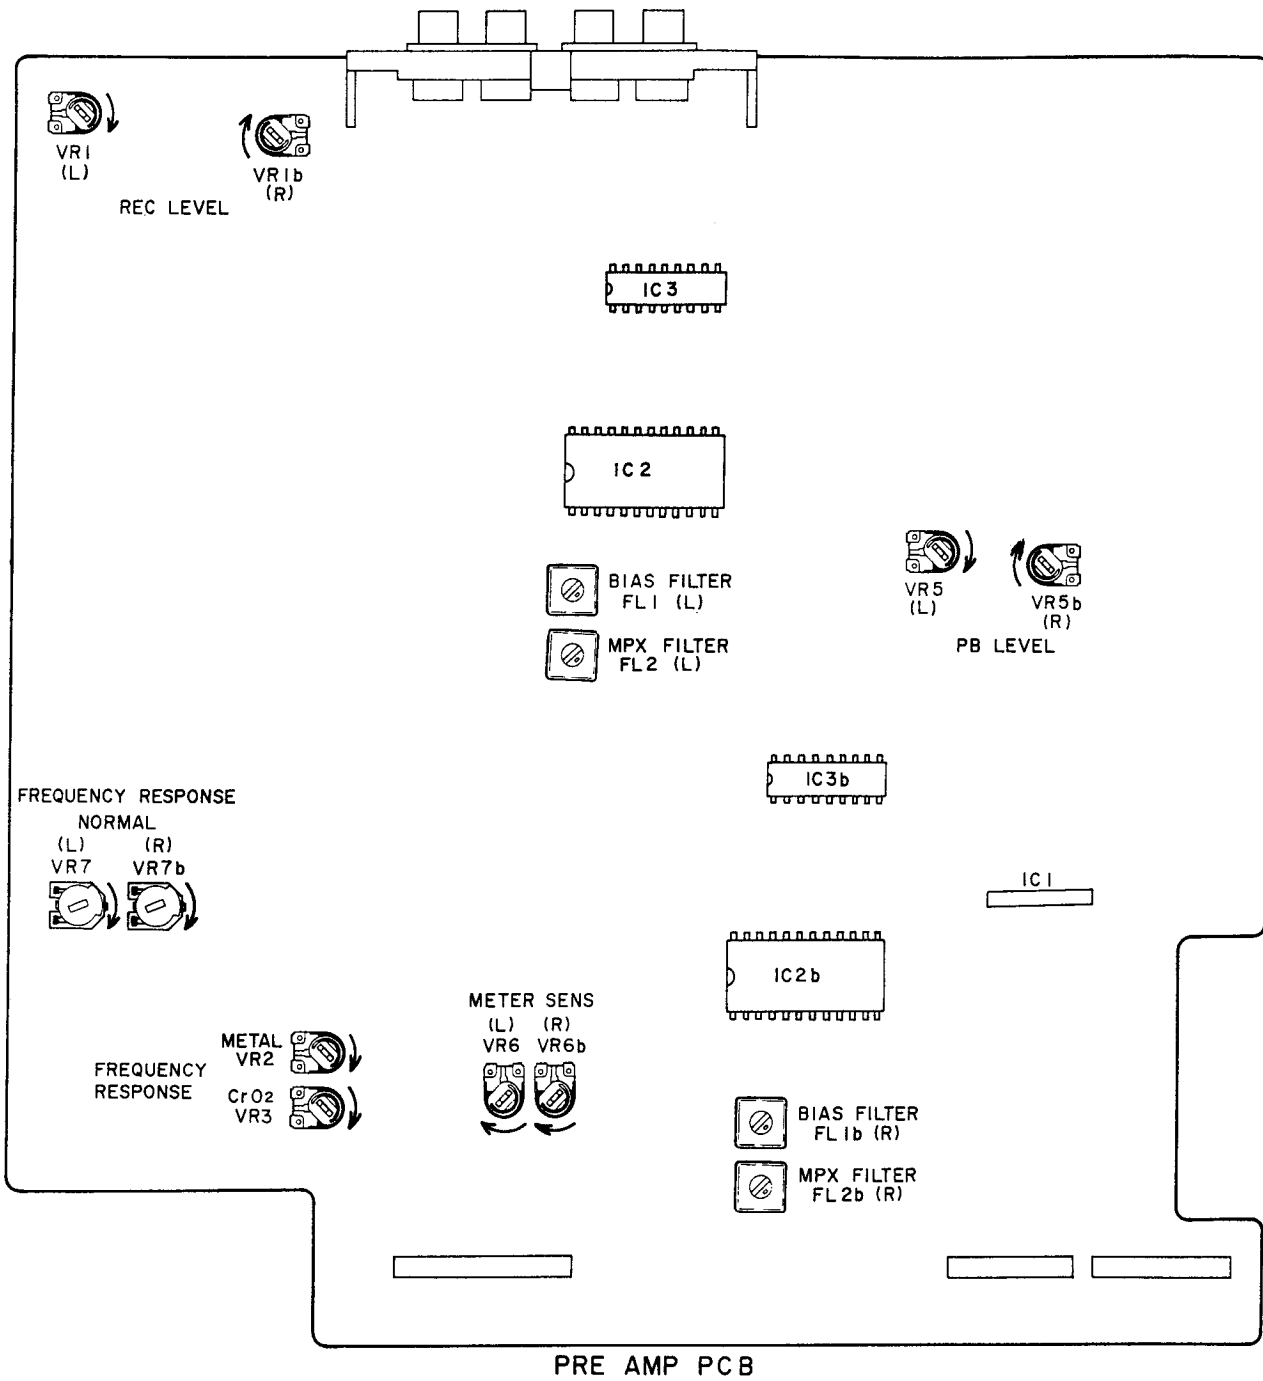 VR1
(L)
VR1b
(R)
REC LEVEL
IC3
IC2
BIAS FILTER
FL1 (L)
MPX FILTER
FL2 (L)
VR5
(L)
VR5b
(R)
PB LEVEL
IC3b
FREQUENCY RESPONSE
NORMAL
(L) (R)
VR7 VR7b
IC1
IC2b
METER SENS
(L) (R)
VR6 VR6b
METAL
VR2
FREQUENCY
RESPONSE
CrO2
VR3
BIAS FILTER
FL1b (R)
MPX FILTER
FL2b (R)
PRE AMP PCB